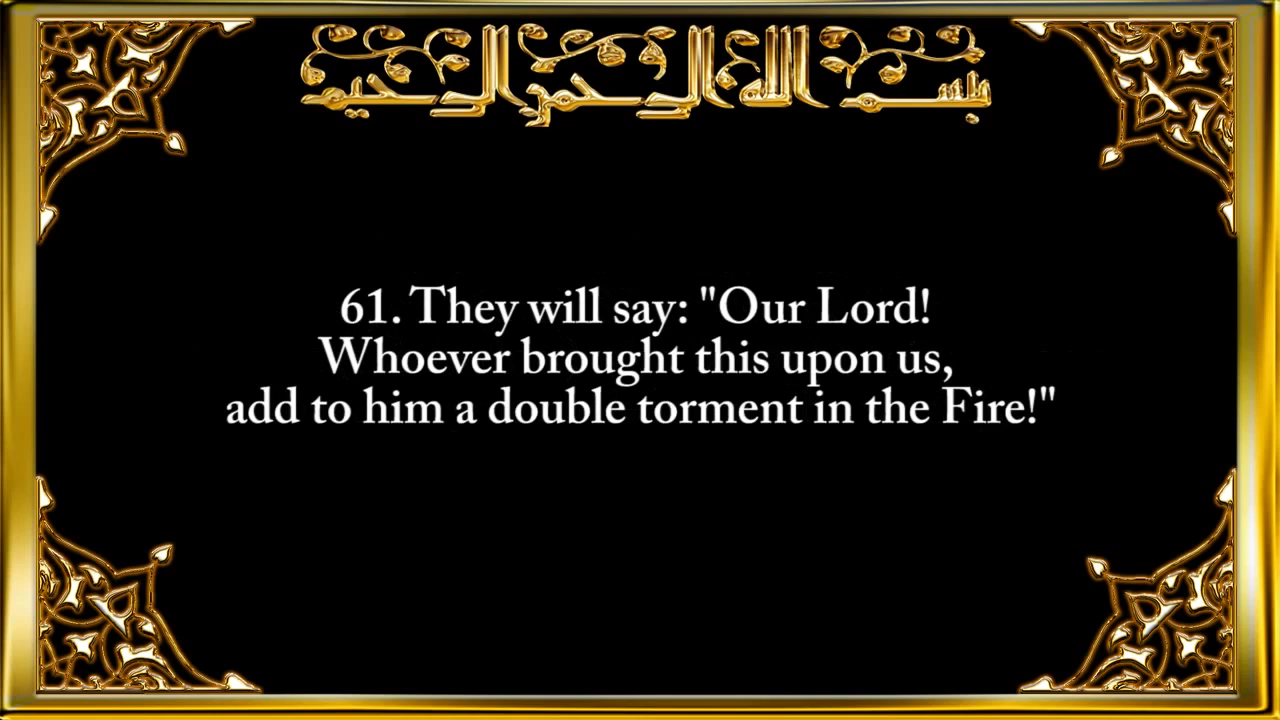 بسم الله الرحمن الرحيم
61. They will say: "Our Lord!
Whoever brought this upon us,
add to him a double torment in the Fire!"